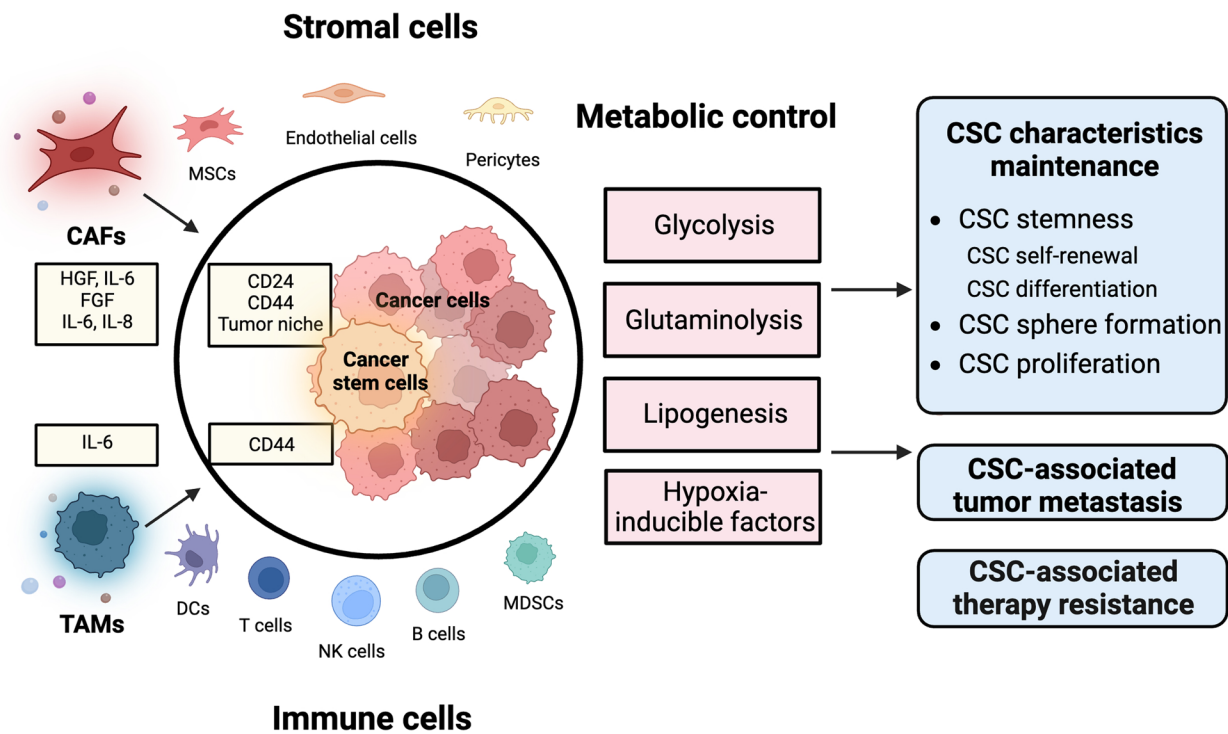 Stromal cells
Endothelial cells
MSCs
Pericytes
CAFs
HGF, IL-6
FGF
IL-6, IL-8
CD24
CD44
Tumor niche
Cancer cells
Cancer
stem cells
IL-6
CD44
TAMs
DCs
T cells
NK cells
B cells
MDSCs
Immune cells
Metabolic control
Glycolysis
Glutaminolysis
Lipogenesis
Hypoxia-
inducible factors
CSC characteristics
maintenance
• CSC stemness
CSC self-renewal
CSC differentiation
• CSC sphere formation
• CSC proliferation
CSC-associated
tumor metastasis
CSC-associated
therapy resistance